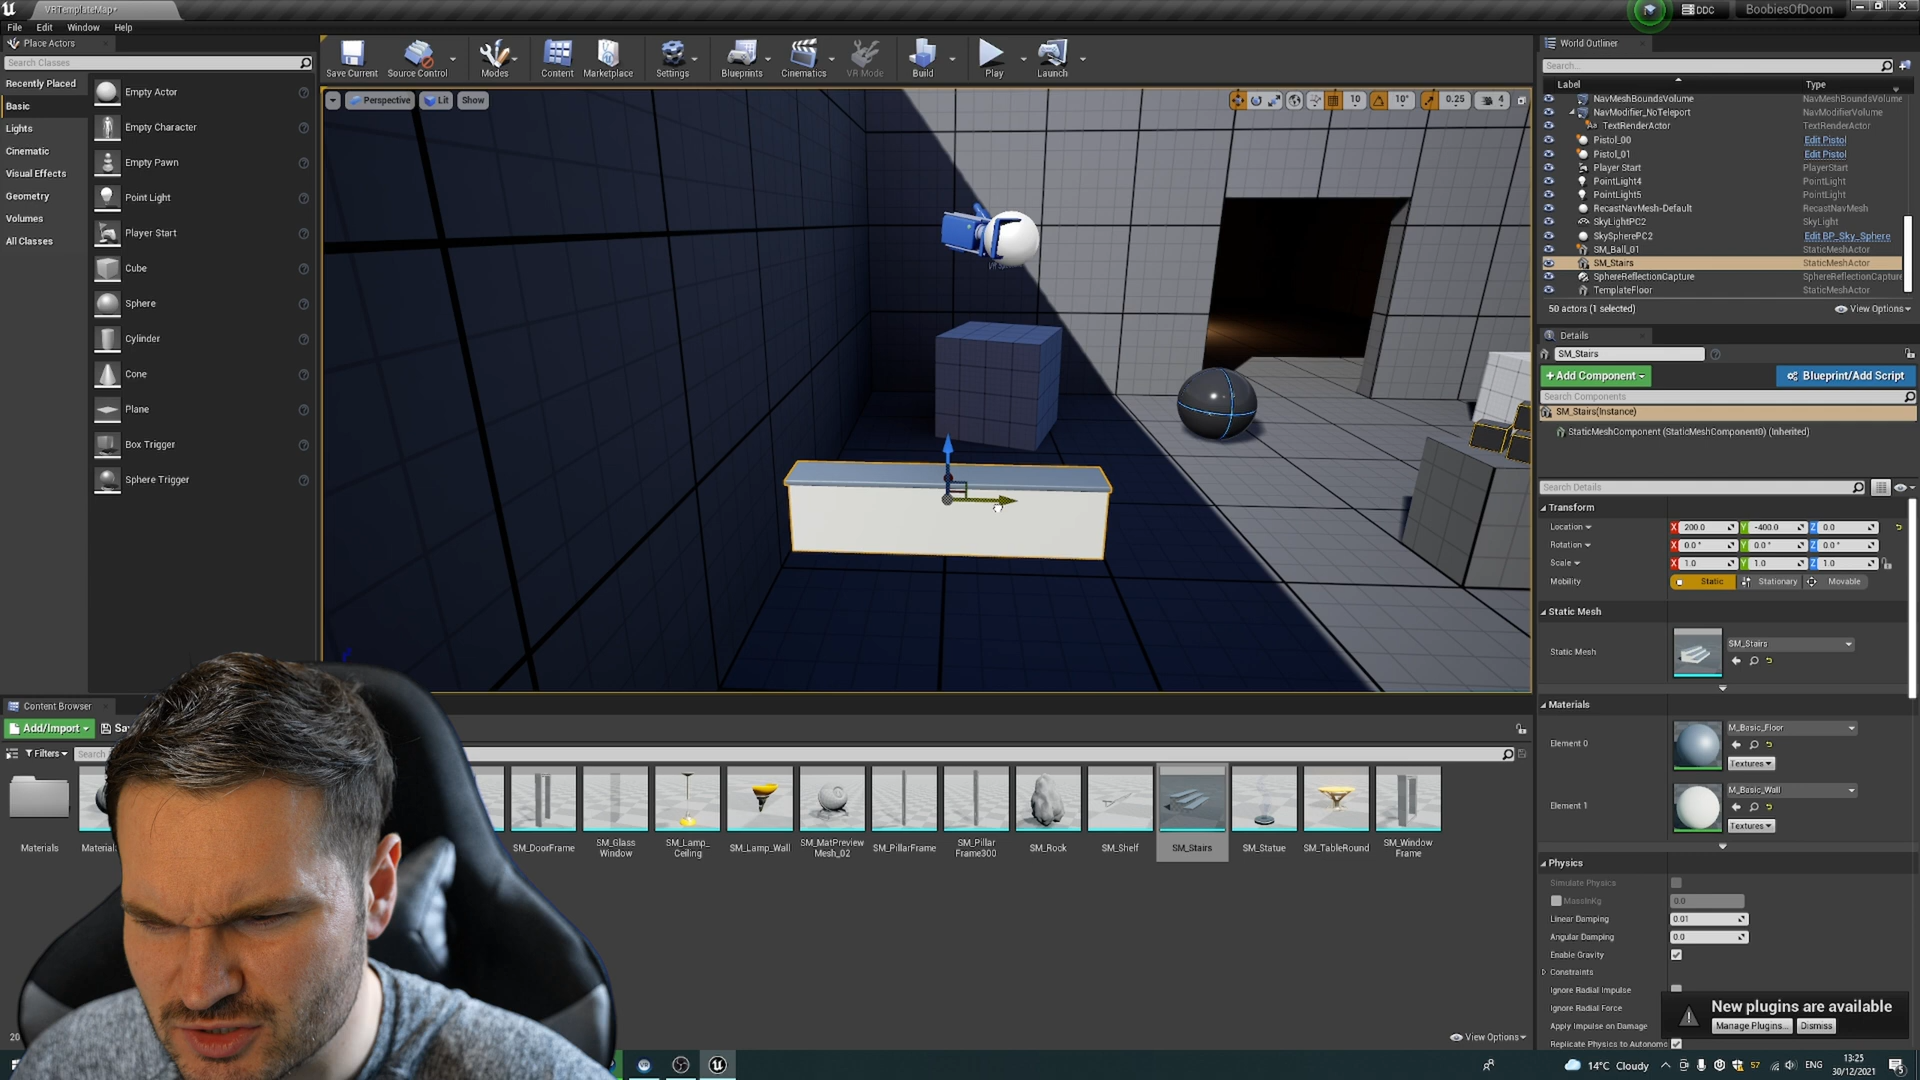 VRTemplateMap*
DDC
BoobiesOfDoom
File Edit Window Help
Place Actors
Search Classes
Recently Placed
Basic
Lights
Cinematic
Visual Effects
Geometry
Volumes
All Classes
Empty Actor
Empty Character
Empty Pawn
Point Light
Player Start
Cube
Sphere
Cylinder
Cone
Plane
Box Trigger
Sphere Trigger
Save Current
Source Control
Modes
Content
Marketplace
Settings
Blueprints
Cinematics
VR Mode
Build
Play
Launch
Perspective
Lit
Show
10
10°
0.25
4
World Outliner
Search...
Label
Type
NavMeshBoundsVolume NavMeshBoundsVolume
NavModifier_NoTeleport NavModifierVolume
TextRenderActor TextRenderActor
Pistol_00 Edit Pistol
Pistol_01 Edit Pistol
Player Start PlayerStart
PointLight4 PointLight
PointLight5 PointLight
RecastNavMesh-Default RecastNavMesh
SkyLightPC2 SkyLight
SkySpherePC2 Edit BP_Sky_Sphere
SM_Ball_01 StaticMeshActor
SM_Stairs StaticMeshActor
SphereReflectionCapture SphereReflectionCapture
TemplateFloor StaticMeshActor
50 actors (1 selected)
View Options
Details
SM_Stairs
+Add Component
Blueprint/Add Script
Search Components
SM_Stairs(Instance)
StaticMeshComponent (StaticMeshComponent0) (Inherited)
Search Details
Transform
Location X 200.0 Y -400.0 Z 0.0
Rotation X 0.0° Y 0.0° Z 0.0°
Scale X 1.0 Y 1.0 Z 1.0
Mobility Static Stationary Movable
Static Mesh
Static Mesh
SM_Stairs
Materials
Element 0
M_Basic_Floor
Textures
Element 1
M_Basic_Wall
Textures
Physics
Simulate Physics
MassInKg 0.0
Linear Damping 0.01
Angular Damping 0.0
Enable Gravity
Constraints
Ignore Radial Impulse
Ignore Radial Force
Apply Impulse on Damage
Replicate Physics to Autonomo
New plugins are available
Manage Plugins...
Dismiss
Content Browser
Add/Import
Filters
Materials
SM_DoorFrame
SM_Glass
Window
SM_Lamp_
Ceiling
SM_Lamp_Wall
SM_MatPreview
Mesh_02
SM_PillarFrame
SM_Pillar
Frame300
SM_Rock
SM_Shelf
SM_Stairs
SM_Statue
SM_TableRound
SM_Window
Frame
View Options
14°C Cloudy
57
ENG
13:25
30/12/2021